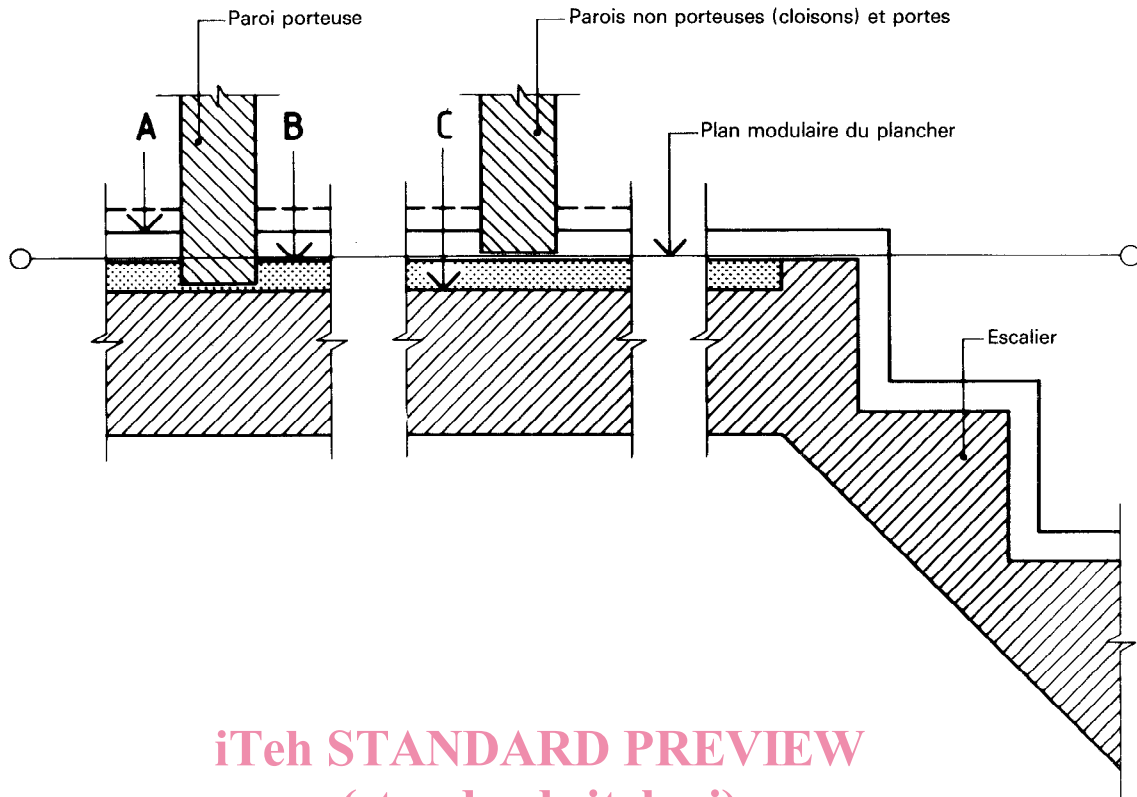 Paroi porteuse
Parois non porteuses (cloisons) et portes
A
B
C
Plan modulaire du plancher
Escalier
iTeh STANDARD PREVIEW